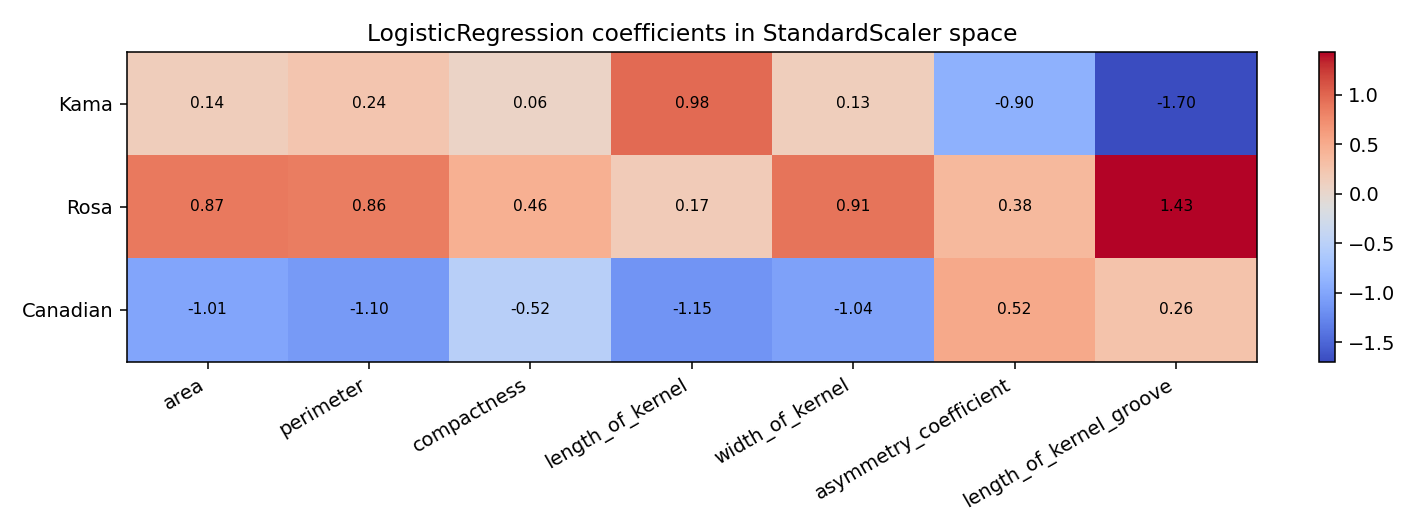 LogisticRegression coefficients in StandardScaler space
Kama 0.14 0.24 0.06 0.98 0.13 -0.90 -1.70
Rosa 0.87 0.86 0.46 0.17 0.91 0.38 1.43
Canadian -1.01 -1.10 -0.52 -1.15 -1.04 0.52 0.26
area perimeter compactness length_of_kernel width_of_kernel asymmetry_coefficient length_of_kernel_groove
1.0
0.5
0.0
−0.5
−1.0
−1.5